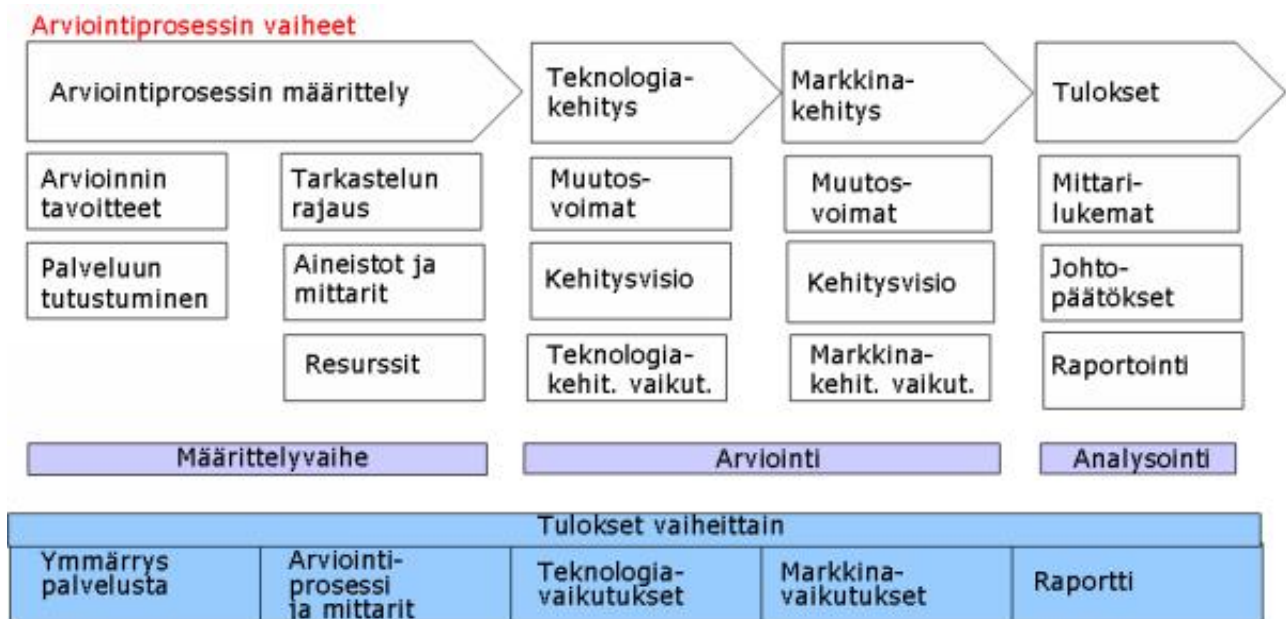 Arviointiprosessin vaiheet
Arviointiprosessin määrittely
Teknologia-
kehitys
Markkina-
kehitys
Tulokset
Arvioinnin
tavoitteet
Tarkastelun
rajaus
Muutos-
voimat
Muutos-
voimat
Mittari-
lukemat
Palveluun
tutustuminen
Aineistot ja
mittarit
Kehitysvisio
Kehitysvisio
Johto-
päätökset
Resurssit
Teknologia-
kehit. vaikut.
Markkina-
kehit. vaikut.
Raportointi
Määrittelyvaihe
Arviointi
Analysointi
Tulokset vaiheittain
Ymmärrys
palvelusta
Arviointi-
prosessi
ja mittarit
Teknologia-
vaikutukset
Markkina-
vaikutukset
Raportti